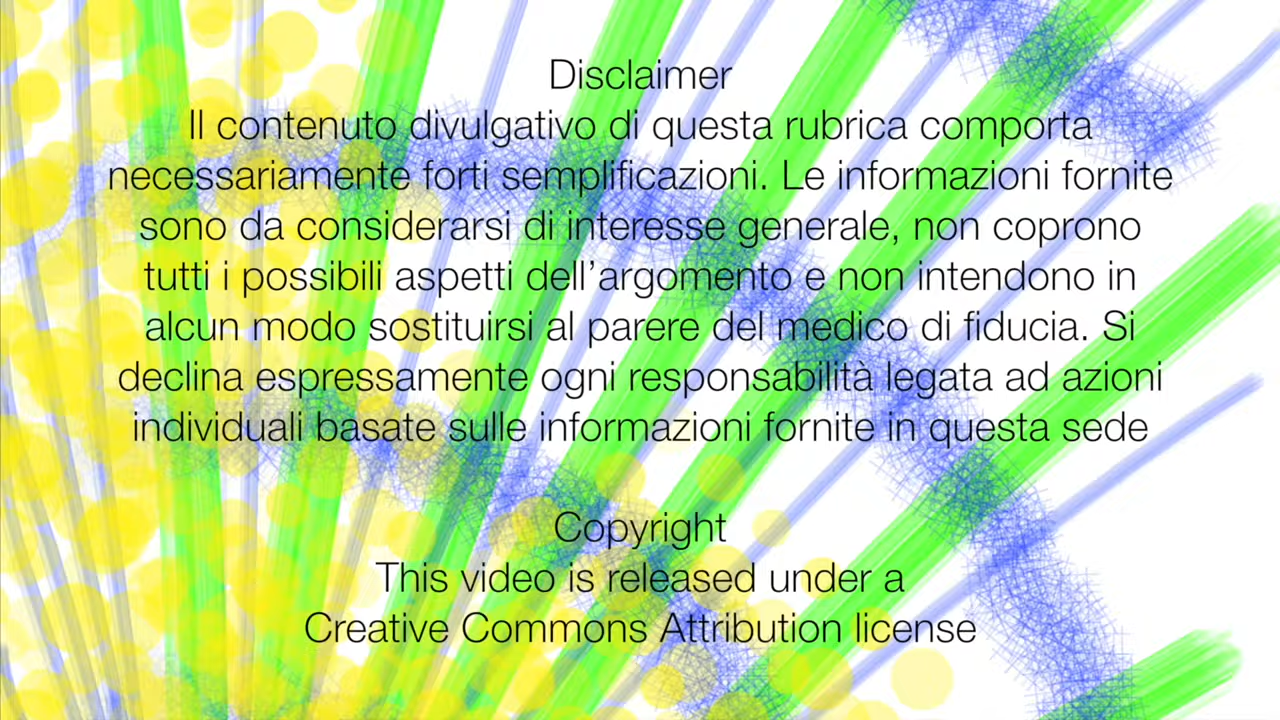 Disclaimer
Il contenuto divulgativo di questa rubrica comporta
necessariamente forti semplificazioni. Le informazioni fornite
sono da considerarsi di interesse generale, non coprono
tutti i possibili aspetti dell’argomento e non intendono in
alcun modo sostituirsi al parere del medico di fiducia. Si
declina espressamente ogni responsabilità legata ad azioni
individuali basate sulle informazioni fornite in questa sede
Copyright
This video is released under a
Creative Commons Attribution license